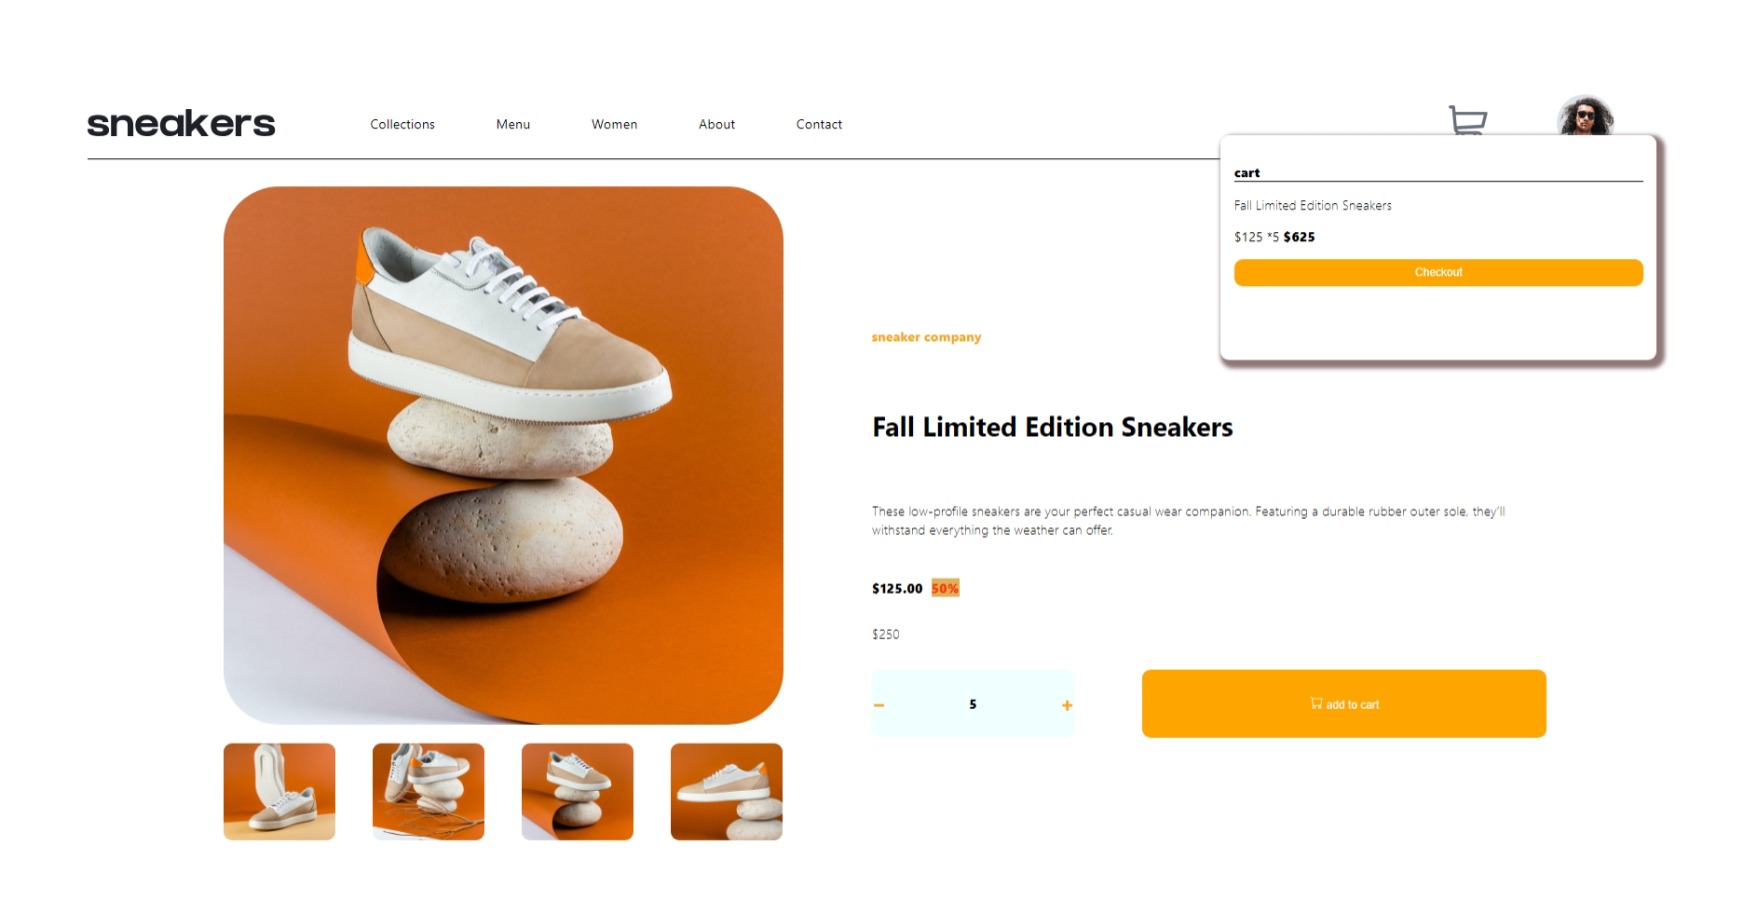 sneakers
Collections
Menu
Women
About
Contact
cart
Fall Limited Edition Sneakers
$125 *5 $625
Checkout
sneaker company
Fall Limited Edition Sneakers
These low-profile sneakers are your perfect casual wear companion. Featuring a durable rubber outer sole, they'll
withstand everything the weather can offer.
$125.00 50%
$250
− 5 +
add to cart